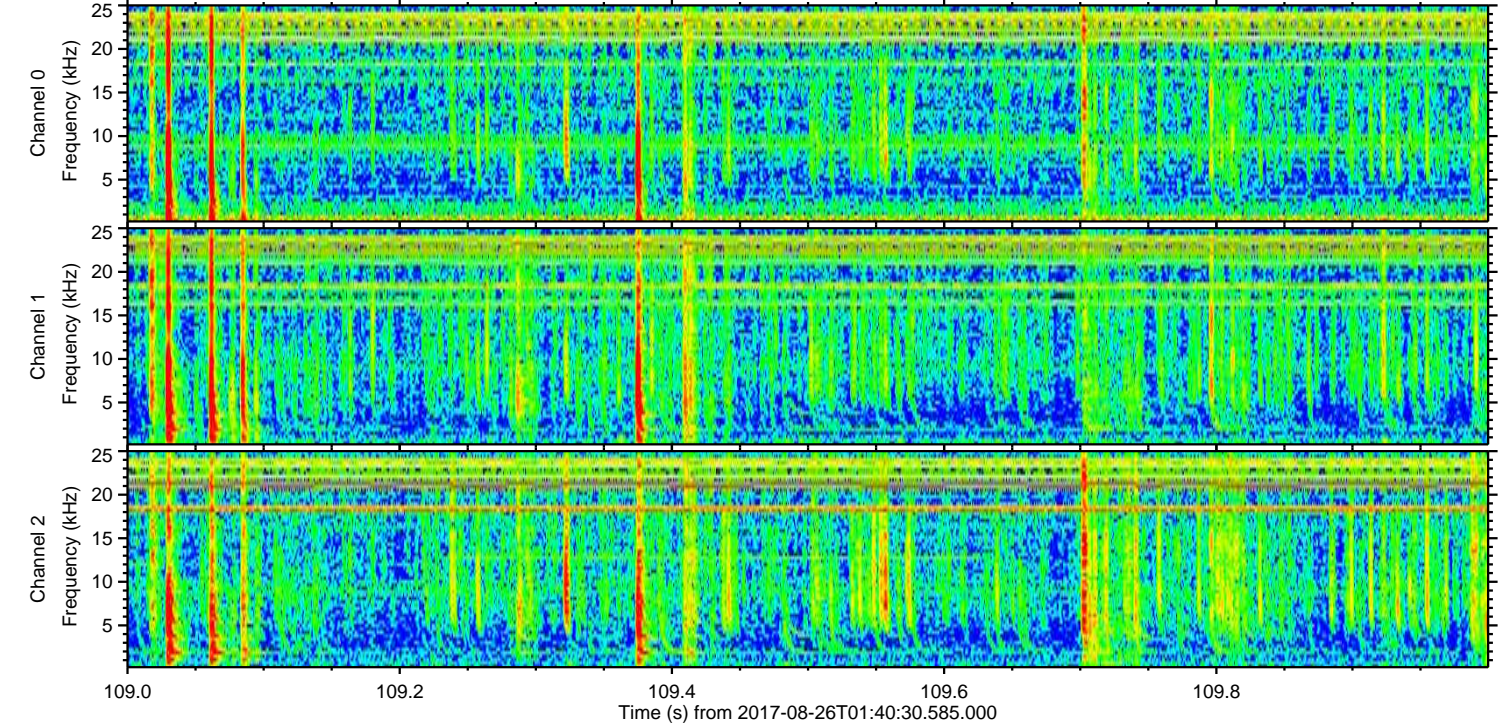 25
20
15
10
5
Channel 0
Frequency (kHz)
25
20
15
10
5
Channel 1
Frequency (kHz)
25
20
15
10
5
Channel 2
Frequency (kHz)
109.0 109.2 109.4 109.6 109.8
Time (s) from 2017-08-26T01:40:30.585.000